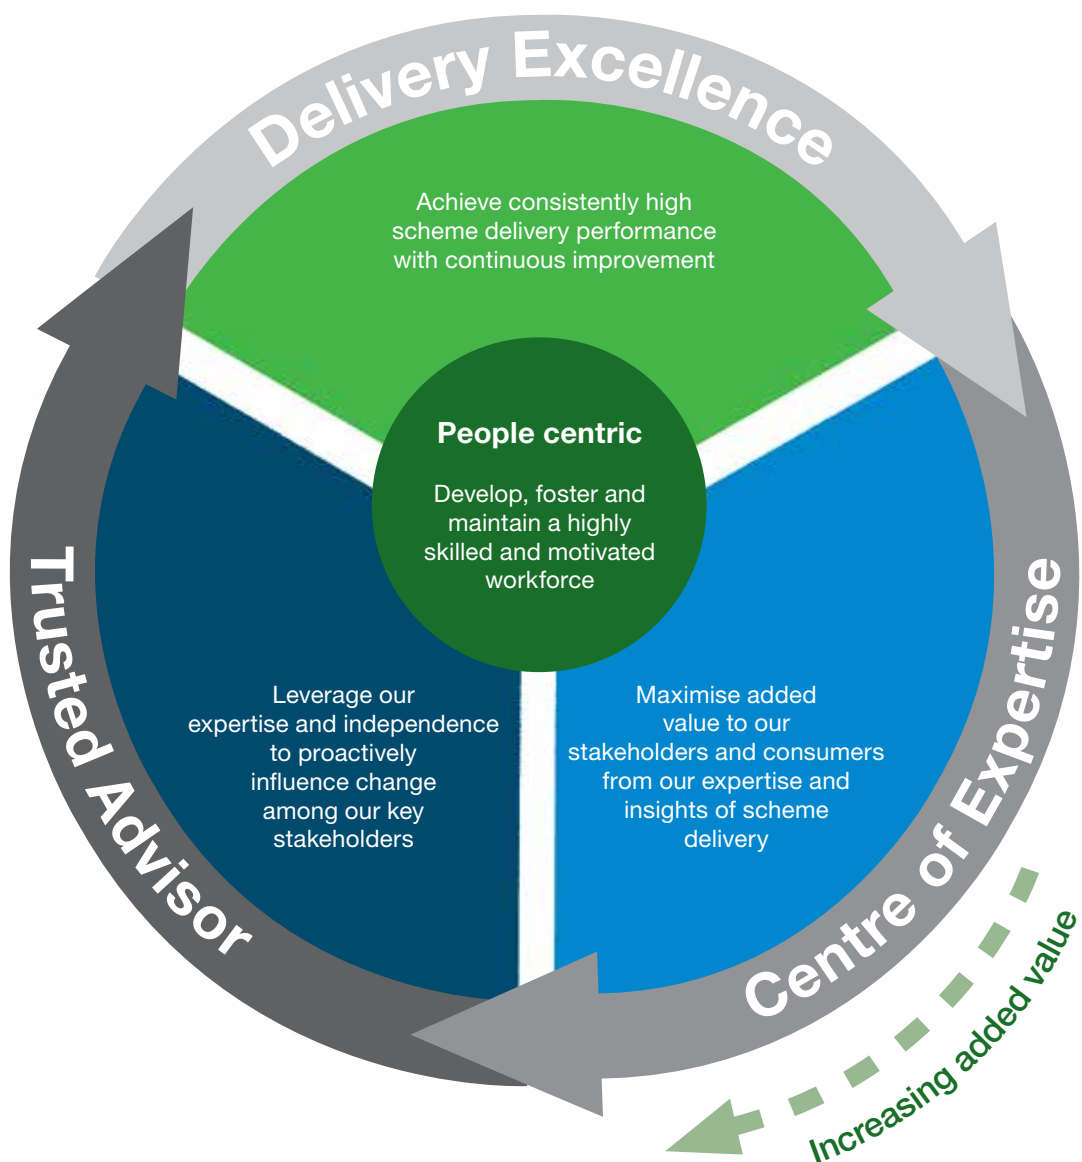 Delivery Excellence
Achieve consistently high
scheme delivery performance
with continuous improvement
People centric
Develop, foster and
maintain a highly
skilled and motivated
workforce
Trusted Advisor
Leverage our
expertise and independence
to proactively
influence change
among our key
stakeholders
Maximise added
value to our
stakeholders and consumers
from our expertise and
insights of scheme
delivery
Centre of Expertise
Increasing added value